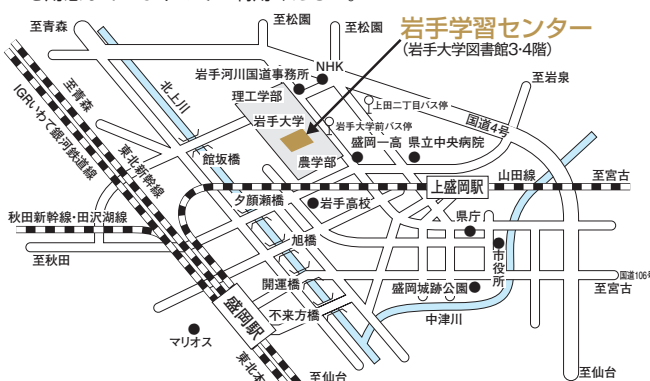 至青森
至松園
至松園
岩手学習センター
(岩手大学図書館3・4階)
NHK
岩手河川国道事務所
至岩泉
至青森
北上川
理工学部
上田二丁目バス停
国道4号
IGRいわて銀河鉄道線
岩手大学
岩手大学前バス停
東北新幹線
盛岡一高
県立中央病院
館坂橋
農学部
山田線
至宮古
上盛岡駅
夕顔瀬橋
岩手高校
秋田新幹線・田沢湖線
県庁
旭橋
市役所
至秋田
国道106号
開運橋
盛岡城跡公園
至宮古
盛岡駅
不来方橋
中津川
マリオス
東北本
至仙台
至仙台